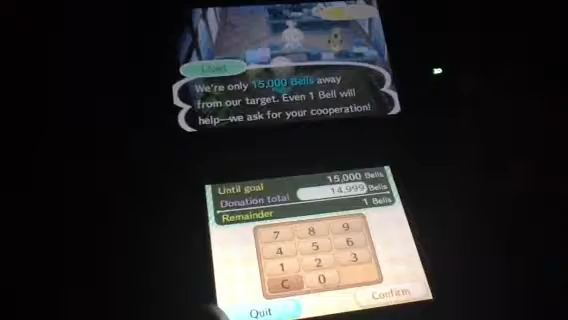 Lloid
We're only 15,000 Bells away
from our target. Even 1 Bell will
help—we ask for your cooperation!
Until goal 15,000 Bells
Donation total 14,999 Bells
Remainder 1 Bells
7 8 9
4 5 6
1 2 3
C 0
Quit Confirm